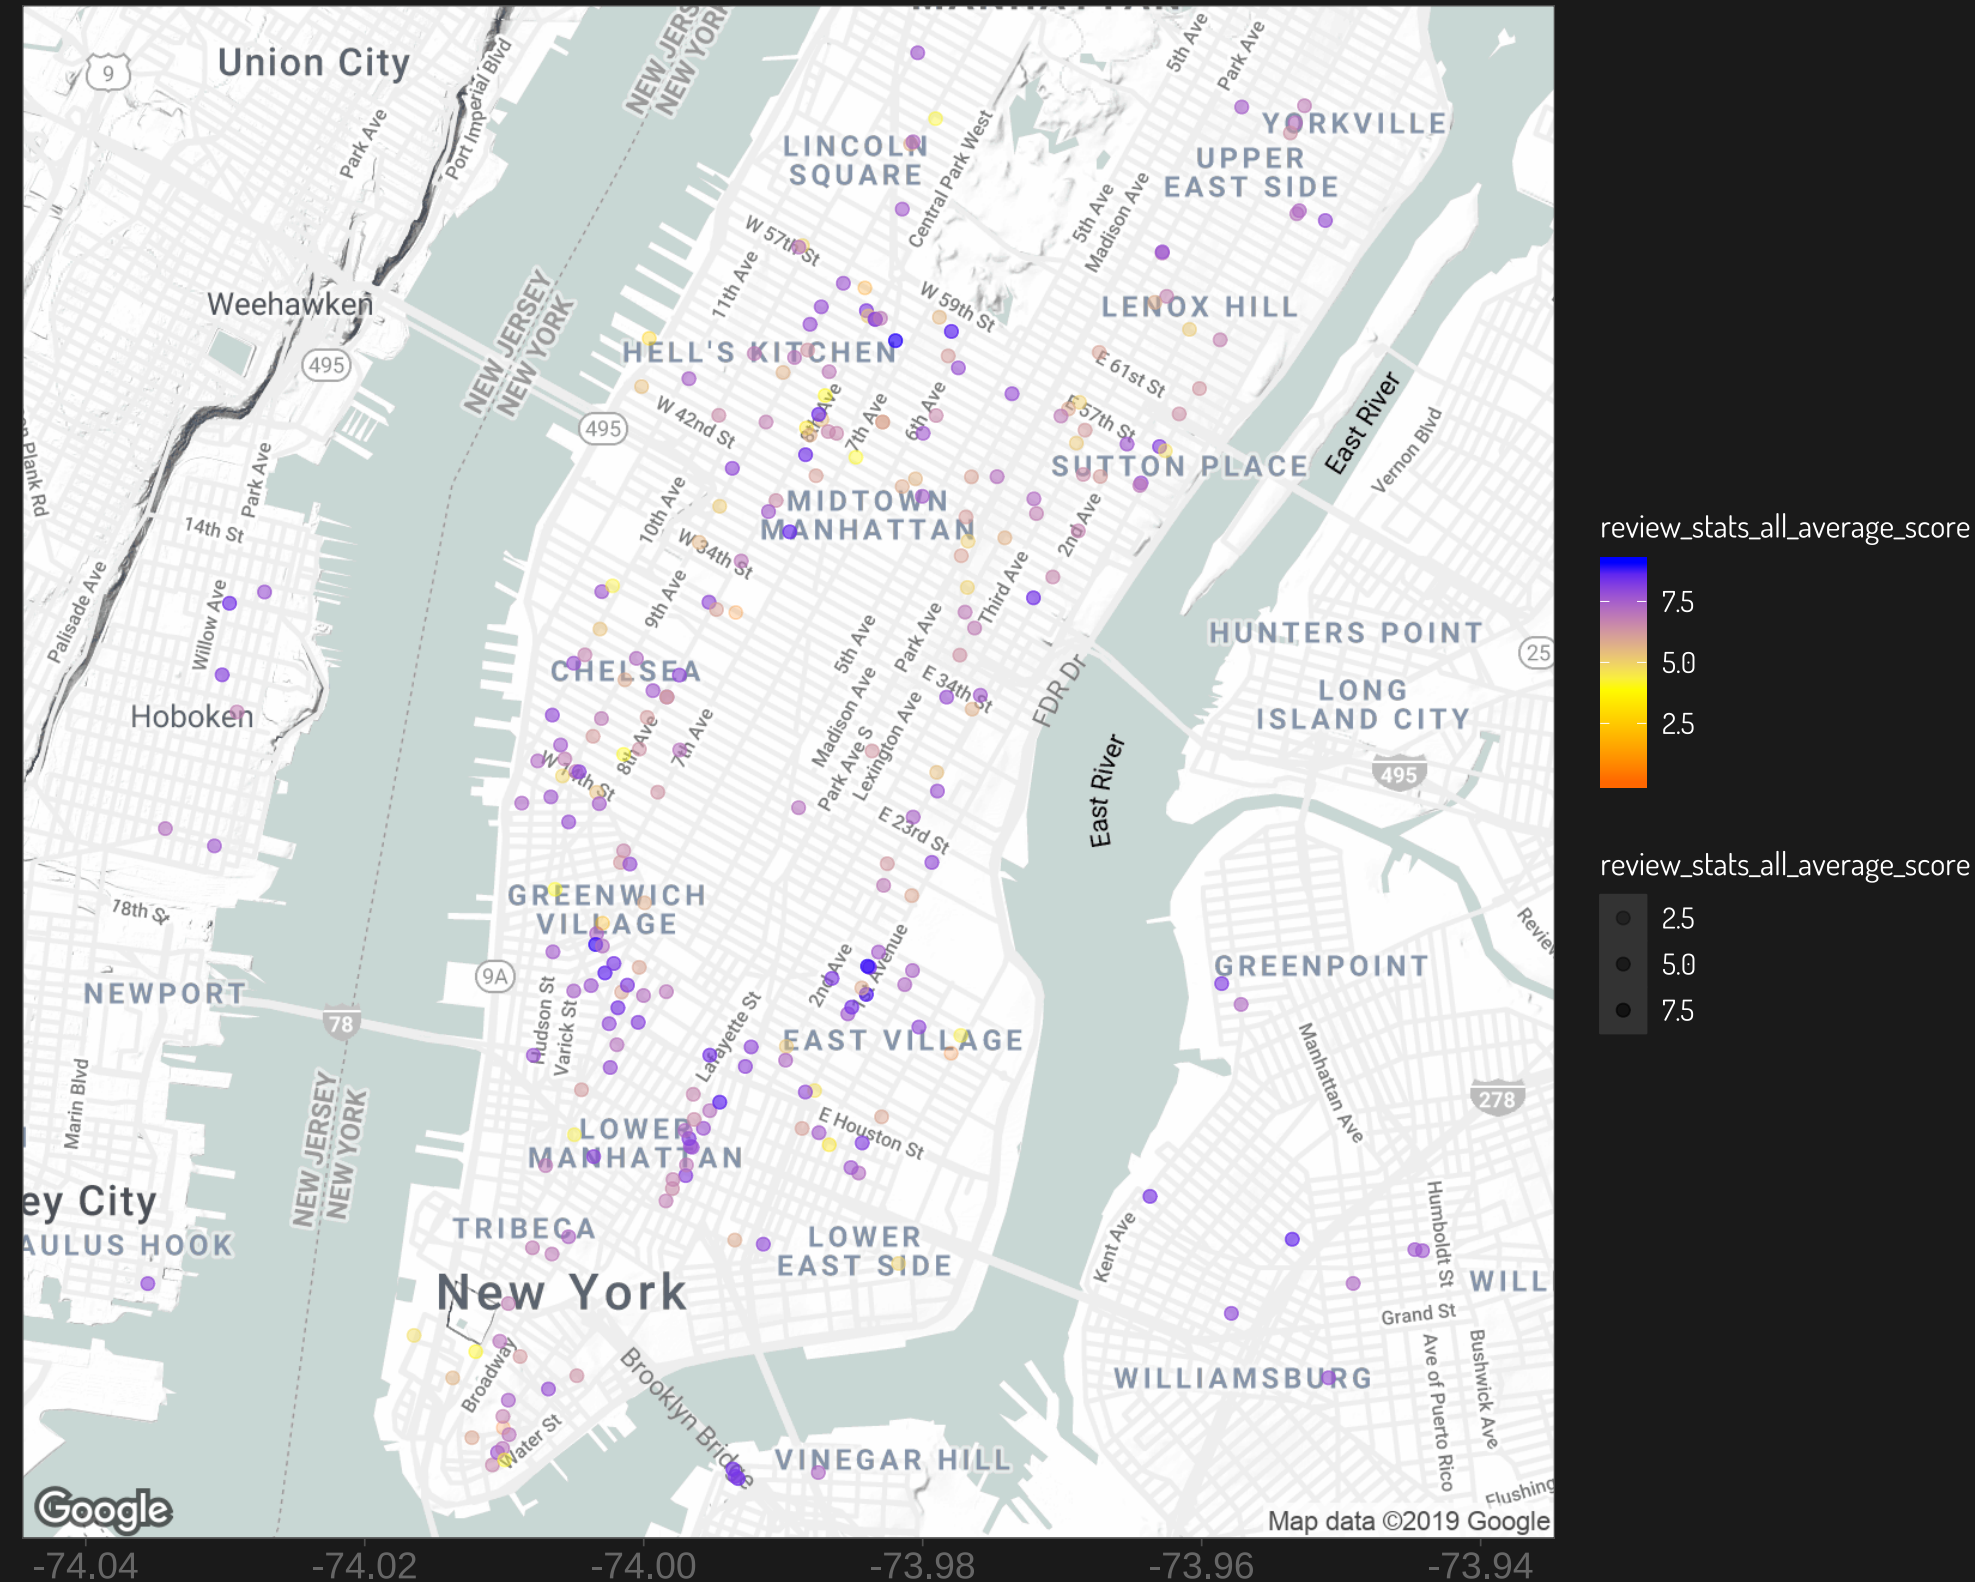 MANHATTAN
Union City
9
Park Ave
Port Imperial Blvd
NEW JERSEY
NEW YORK
5th Ave
Park Ave
LINCOLN
SQUARE
Central Park West
YORKVILLE
UPPER
EAST SIDE
5th Ave
Madison Ave
W 57th St
11th Ave
W 59th St
Weehawken
495
NEW JERSEY
NEW YORK
HELL'S KITCHEN
LENOX HILL
E 61st St
E 57th St
W 42nd St
495
8th Ave
7th Ave
6th Ave
East River
Vernon Blvd
SUTTON PLACE
Park Ave
14th St
10th Ave
MIDTOWN
MANHATTAN
W 34th St
2nd Ave
Third Ave
Palisade Ave
Willow Ave
9th Ave
5th Ave
Park Ave
HUNTERS POINT
25
CHELSEA
E 34th St
FDR Dr
LONG
ISLAND CITY
Hoboken
8th Ave
7th Ave
Madison Ave
Park Ave S
Lexington Ave
W 14th St
East River
495
E 23rd St
18th St
GREENWICH
VILLAGE
9A
2nd Ave
1st Avenue
GREENPOINT
NEWPORT
78
Hudson St
Varick St
Lafayette St
EAST VILLAGE
Manhattan Ave
278
Marin Blvd
NEW JERSEY
NEW YORK
E Houston St
LOWER
MANHATTAN
ey City
AULUS HOOK
TRIBECA
LOWER
EAST SIDE
Kent Ave
Humboldt St
WILL
New York
Grand St
Broadway
Brooklyn Bridge
WILLIAMSBURG
Ave of Puerto Rico
Bushwick Ave
Water St
VINEGAR HILL
Flushing
Google
Map data ©2019 Google
-74.04
-74.02
-74.00
-73.98
-73.96
-73.94
review_stats_all_average_score
7.5
5.0
2.5
review_stats_all_average_score
2.5
5.0
7.5